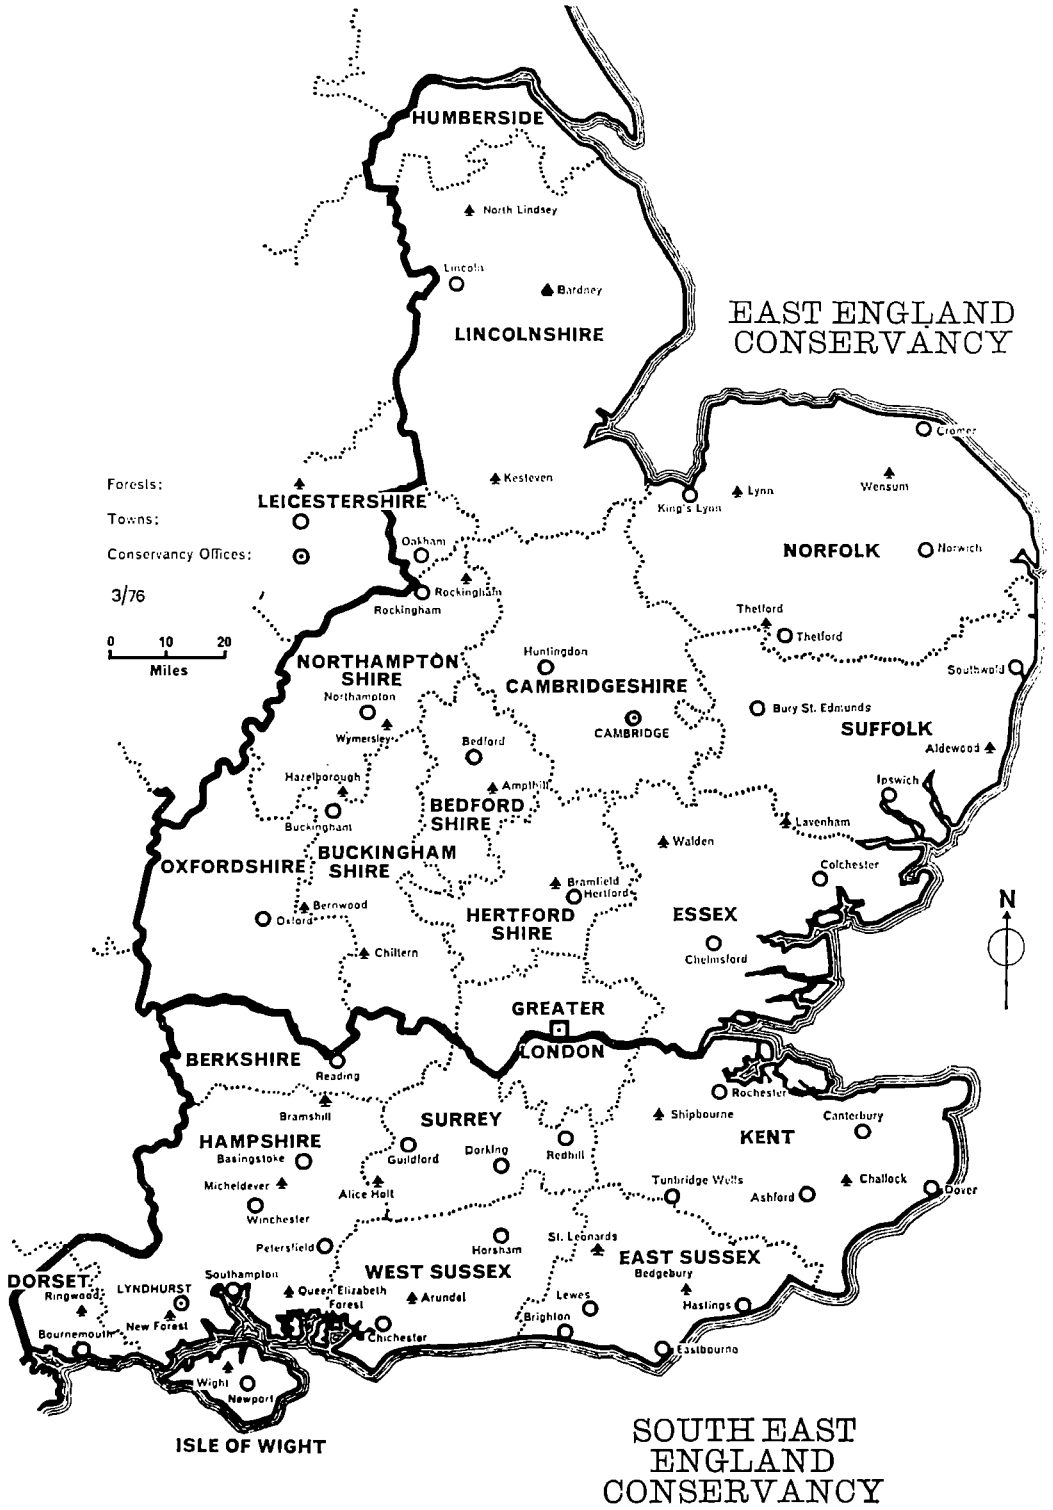 HUMBERSIDE
North Lindsey
Lincoln
Bardney
LINCOLNSHIRE
EAST ENGLAND
CONSERVANCY
Cromer
Kesteven
Lynn
Wensum
King's Lynn
Forests:
LEICESTERSHIRE
Towns:
Oakham
NORFOLK
Norwich
Conservancy Offices:
Rockingham
Rockingham
3/76
Thetford
Thetford
0 10 20
Miles
Huntingdon
NORTHAMPTON
SHIRE
Northampton
CAMBRIDGESHIRE
Southwold
Bury St. Edmunds
SUFFOLK
CAMBRIDGE
Wymersley
Bedford
Aldewood
Hazelborough
Ampthill
Ipswich
BEDFORD
SHIRE
Buckingham
Lavenham
Walden
BUCKINGHAM
SHIRE
OXFORDSHIRE
Colchester
Bramfield
Hertford
Bernwood
Oxford
HERTFORD
SHIRE
ESSEX
N
Chiltern
Chelmsford
GREATER
LONDON
BERKSHIRE
Reading
Rochester
Bramshill
SURREY
Shipbourne
Canterbury
HAMPSHIRE
Basingstoke
Guildford
Dorking
Redhill
KENT
Micheldever
Alice Holt
Tunbridge Wells
Ashford
Challock
Dover
Winchester
Petersfield
Horsham
St. Leonards
EAST SUSSEX
WEST SUSSEX
Bedgebury
DORSET
Ringwood
LYNDHURST
Southampton
Queen Elizabeth
Forest
Arundel
Lewes
Hastings
New Forest
Bournemouth
Chichester
Brighton
Eastbourne
Wight
Newport
ISLE OF WIGHT
SOUTH EAST
ENGLAND
CONSERVANCY